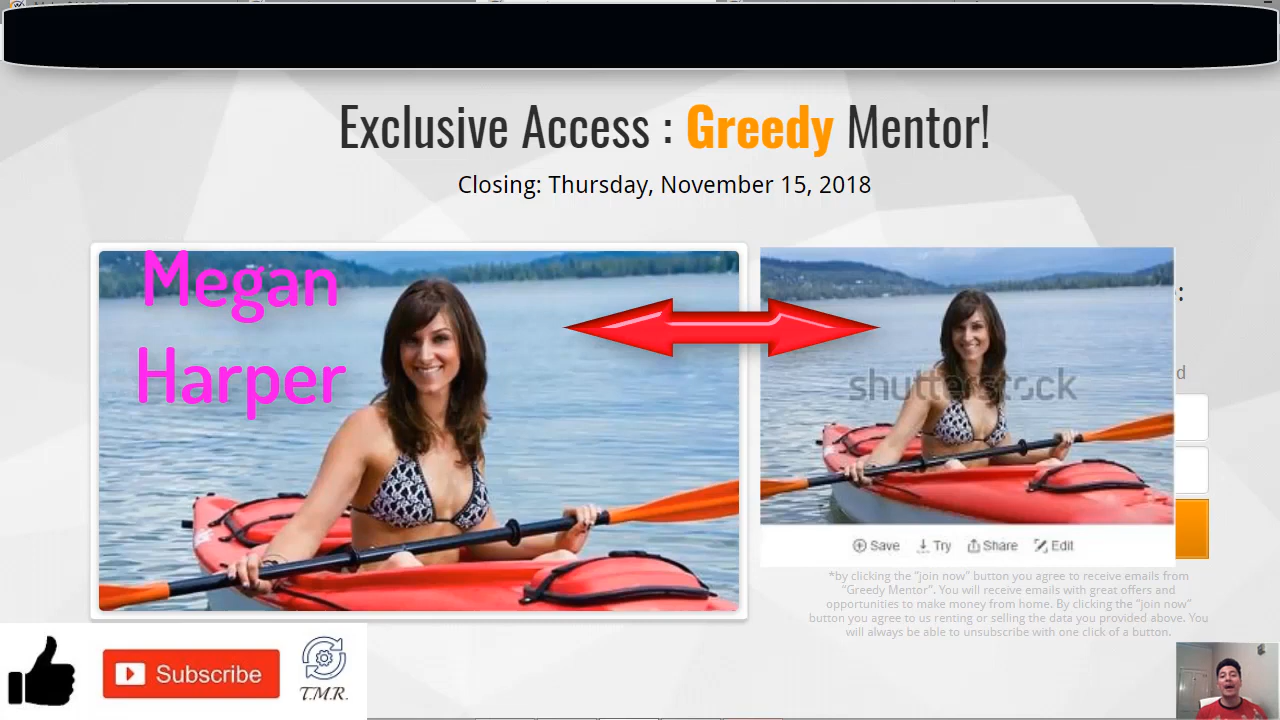 Exclusive Access : Greedy Mentor!
Closing: Thursday, November 15, 2018
Megan
Harper
:
shutterstock
d
Save Try Share Edit
*by clicking the "join now" button you agree to receive emails from
"Greedy Mentor". You will receive emails with great offers and
opportunities to make money from home. By clicking the "join now"
button you agree to us renting or selling the data you provided above. You
will always be able to unsubscribe with one click of a button.
Subscribe
T.M.R.